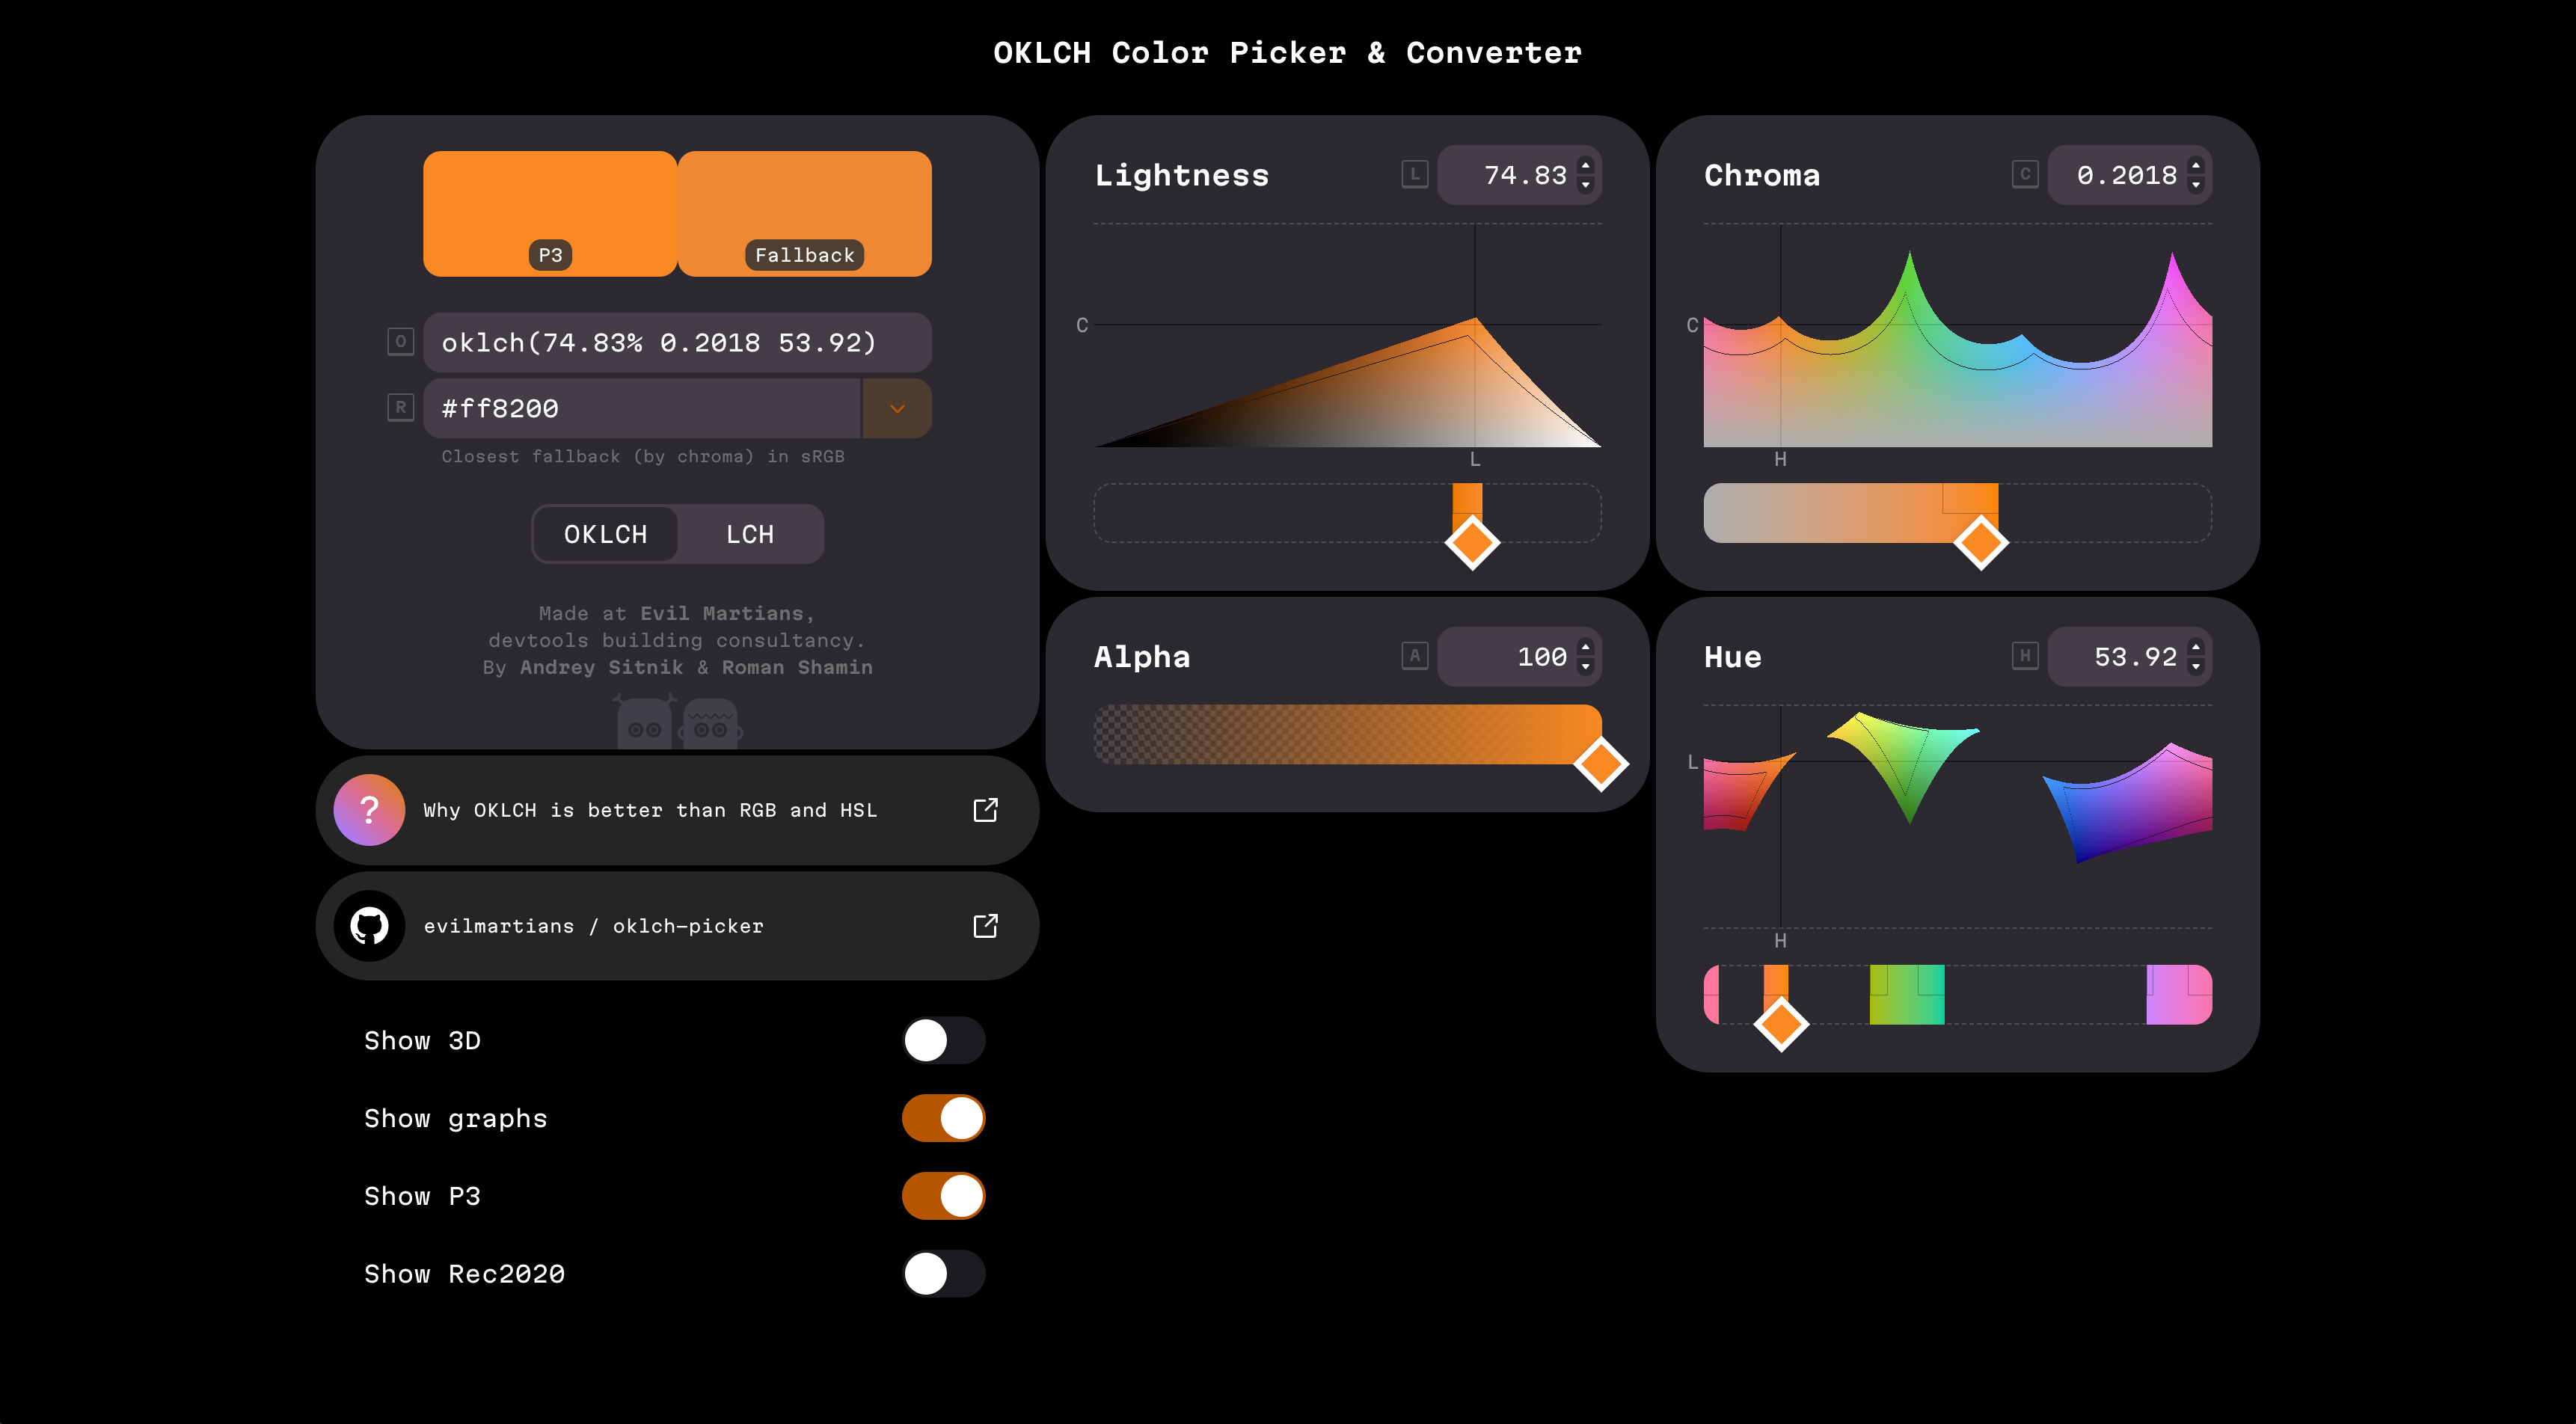 OKLCH Color Picker & Converter
P3
Fallback
O
oklch(74.83% 0.2018 53.92)
R
#ff8200
Closest fallback (by chroma) in sRGB
OKLCH
LCH
Made at Evil Martians,
devtools building consultancy.
By Andrey Sitnik & Roman Shamin
?
Why OKLCH is better than RGB and HSL
evilmartians / oklch-picker
Show 3D
Show graphs
Show P3
Show Rec2020
Lightness
L
74.83
C
L
Alpha
A
100
Chroma
C
0.2018
C
H
Hue
H
53.92
L
H